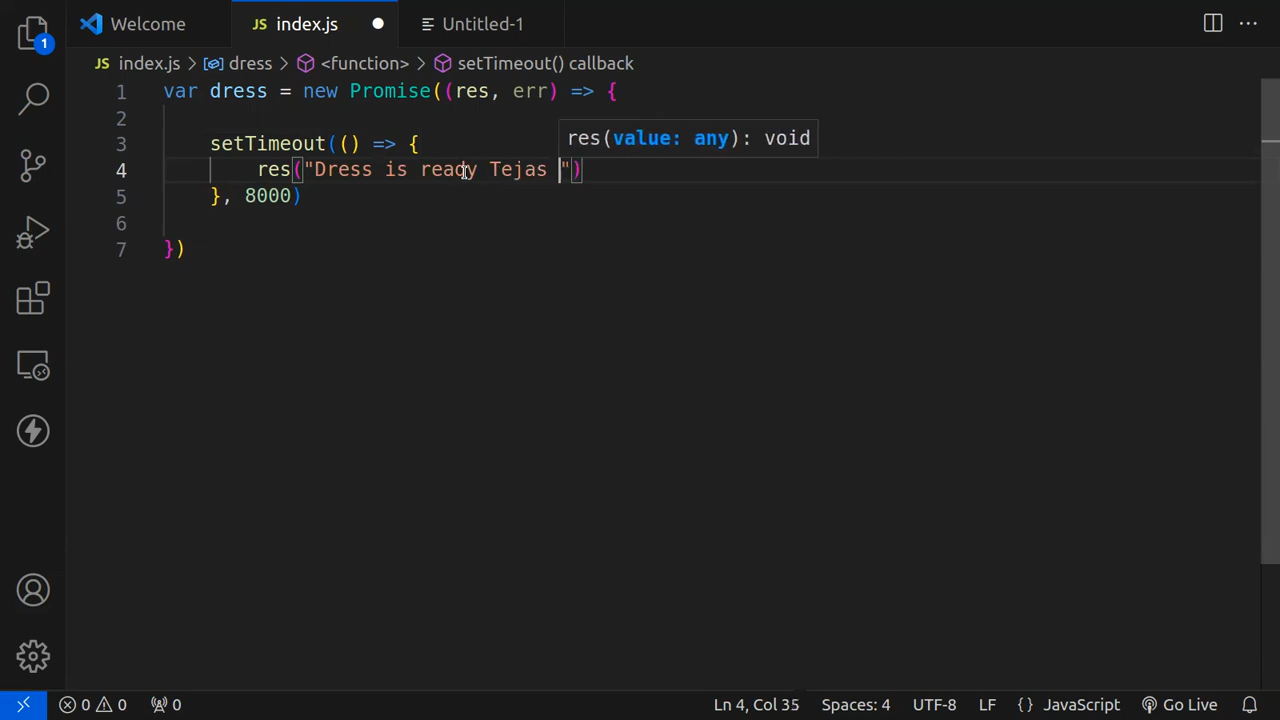 Welcome
JS index.js
Untitled-1
JS index.js > dress > <function> > setTimeout() callback
1 var dress = new Promise((res, err) => {
2
res(value: any): void
3 setTimeout(() => {
4 res("Dress is ready Tejas ")
5 }, 8000)
6
7 })
1
0 0 0 Ln 4, Col 35 Spaces: 4 UTF-8 LF {} JavaScript Go Live